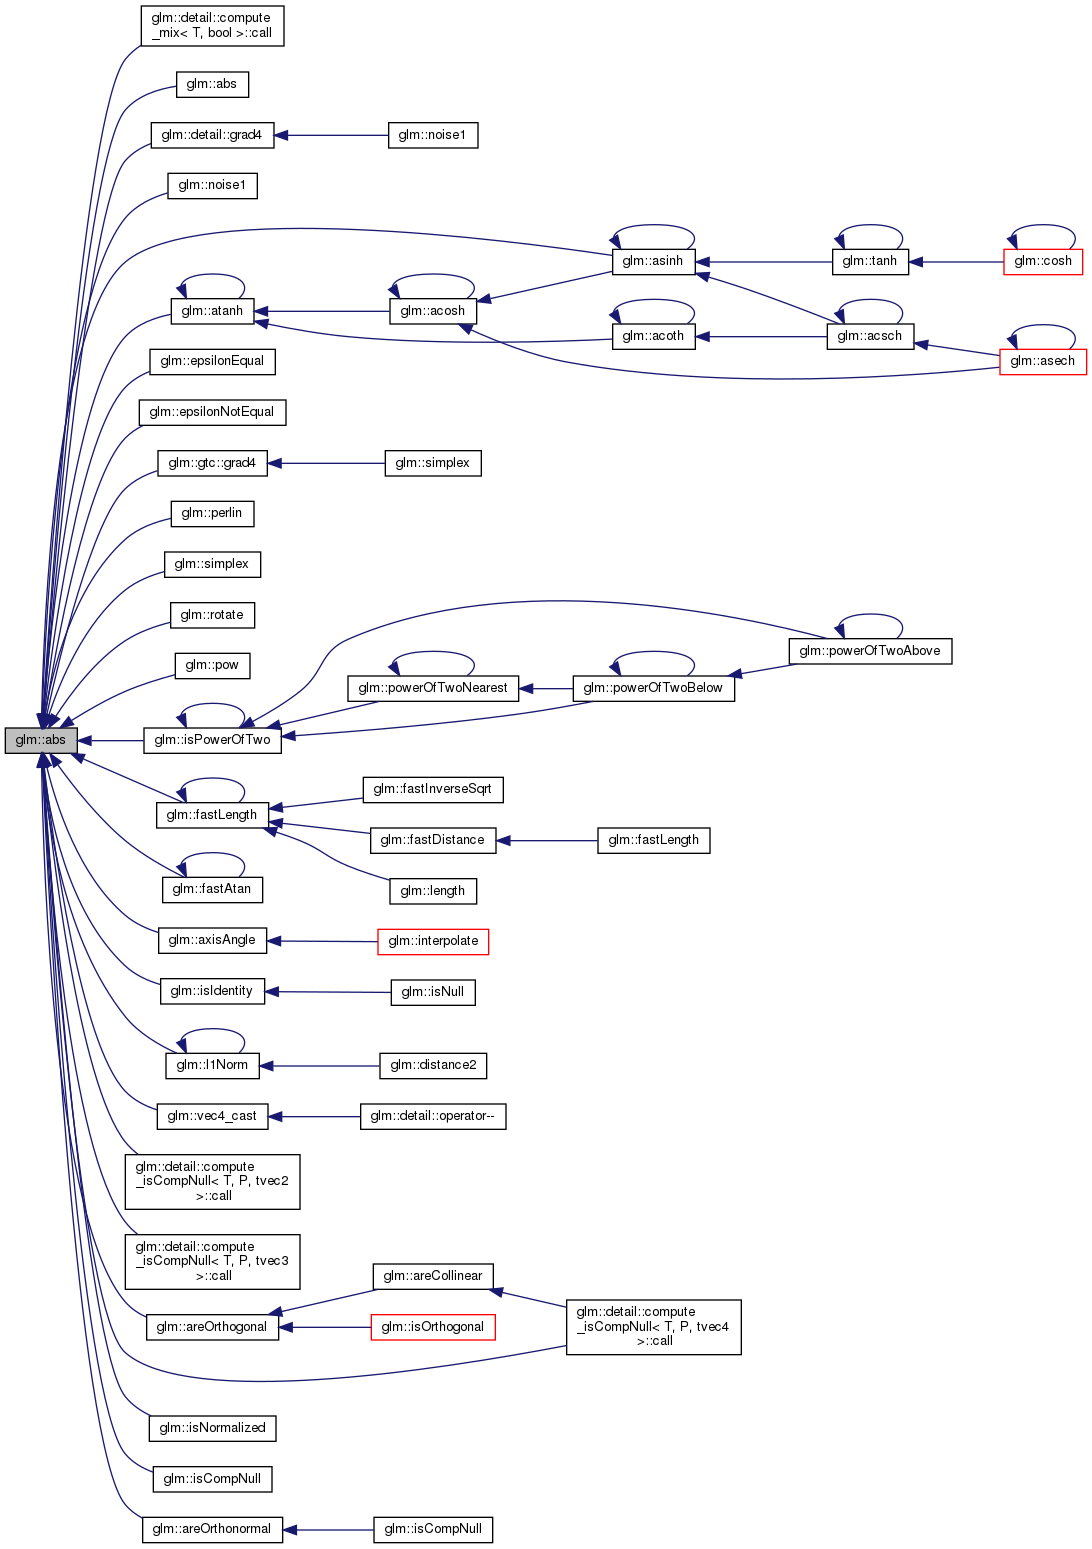 glm::detail::compute
_mix< T, bool >::call
glm::abs
glm::detail::grad4
glm::noise1
glm::noise1
glm::asinh
glm::tanh
glm::cosh
glm::atanh
glm::acosh
glm::acoth
glm::acsch
glm::asech
glm::epsilonEqual
glm::epsilonNotEqual
glm::gtc::grad4
glm::simplex
glm::perlin
glm::simplex
glm::rotate
glm::pow
glm::powerOfTwoAbove
glm::powerOfTwoNearest
glm::powerOfTwoBelow
glm::abs
glm::isPowerOfTwo
glm::fastInverseSqrt
glm::fastLength
glm::fastDistance
glm::fastLength
glm::length
glm::fastAtan
glm::axisAngle
glm::interpolate
glm::isIdentity
glm::isNull
glm::l1Norm
glm::distance2
glm::vec4_cast
glm::detail::operator--
glm::detail::compute
_isCompNull< T, P, tvec2
>::call
glm::detail::compute
_isCompNull< T, P, tvec3
>::call
glm::areCollinear
glm::areOrthogonal
glm::isOrthogonal
glm::detail::compute
_isCompNull< T, P, tvec4
>::call
glm::isNormalized
glm::isCompNull
glm::areOrthonormal
glm::isCompNull